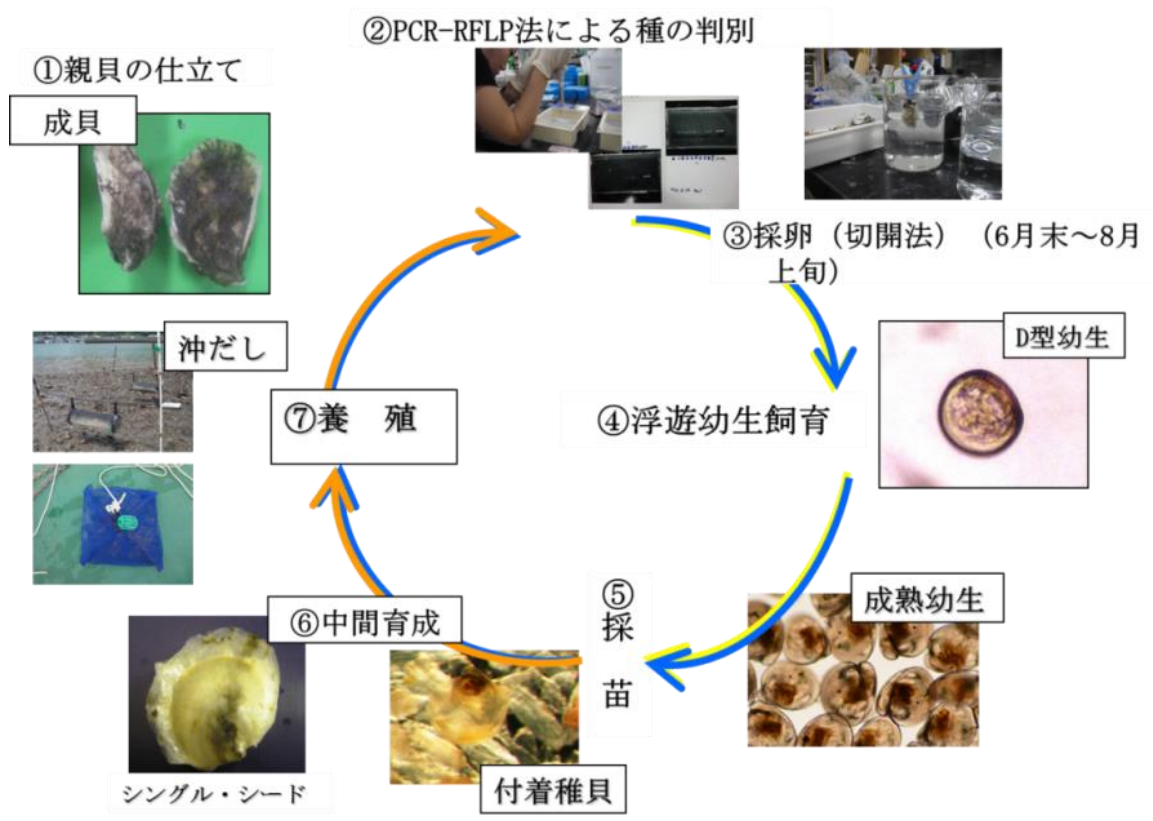 ②PCR-RFLP法による種の判別
①親貝の仕立て
成貝
③採卵（切開法）（6月末～8月
上旬）
沖だし
D型幼生
⑦養　殖
④浮遊幼生飼育
⑤採　苗
成熟幼生
⑥中間育成
シングル・シード
付着稚貝